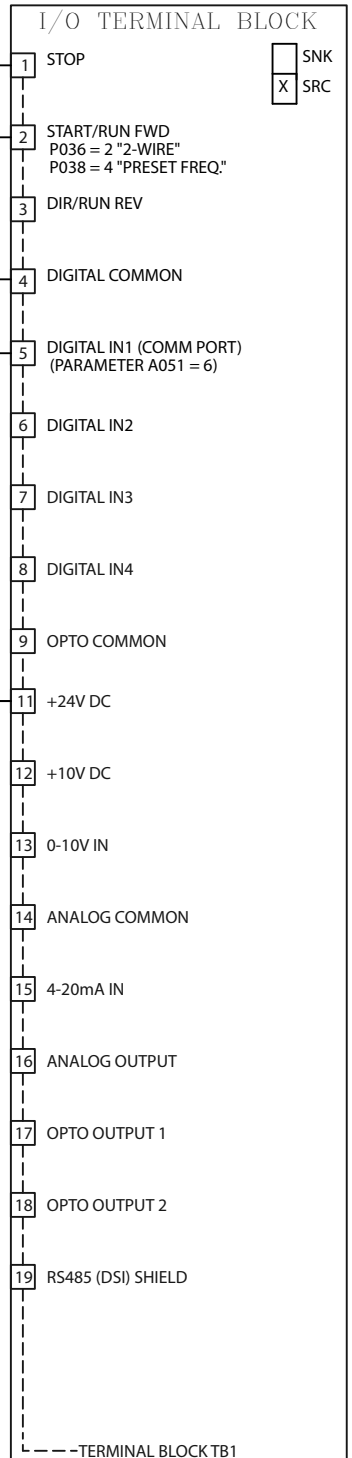 I/O TERMINAL BLOCK
SNK
X SRC
1 STOP
2 START/RUN FWD
P036 = 2 "2-WIRE"
P038 = 4 "PRESET FREQ."
3 DIR/RUN REV
4 DIGITAL COMMON
5 DIGITAL IN1 (COMM PORT)
(PARAMETER A051 = 6)
6 DIGITAL IN2
7 DIGITAL IN3
8 DIGITAL IN4
9 OPTO COMMON
11 +24V DC
12 +10V DC
13 0-10V IN
14 ANALOG COMMON
15 4-20mA IN
16 ANALOG OUTPUT
17 OPTO OUTPUT 1
18 OPTO OUTPUT 2
19 RS485 (DSI) SHIELD
TERMINAL BLOCK TB1